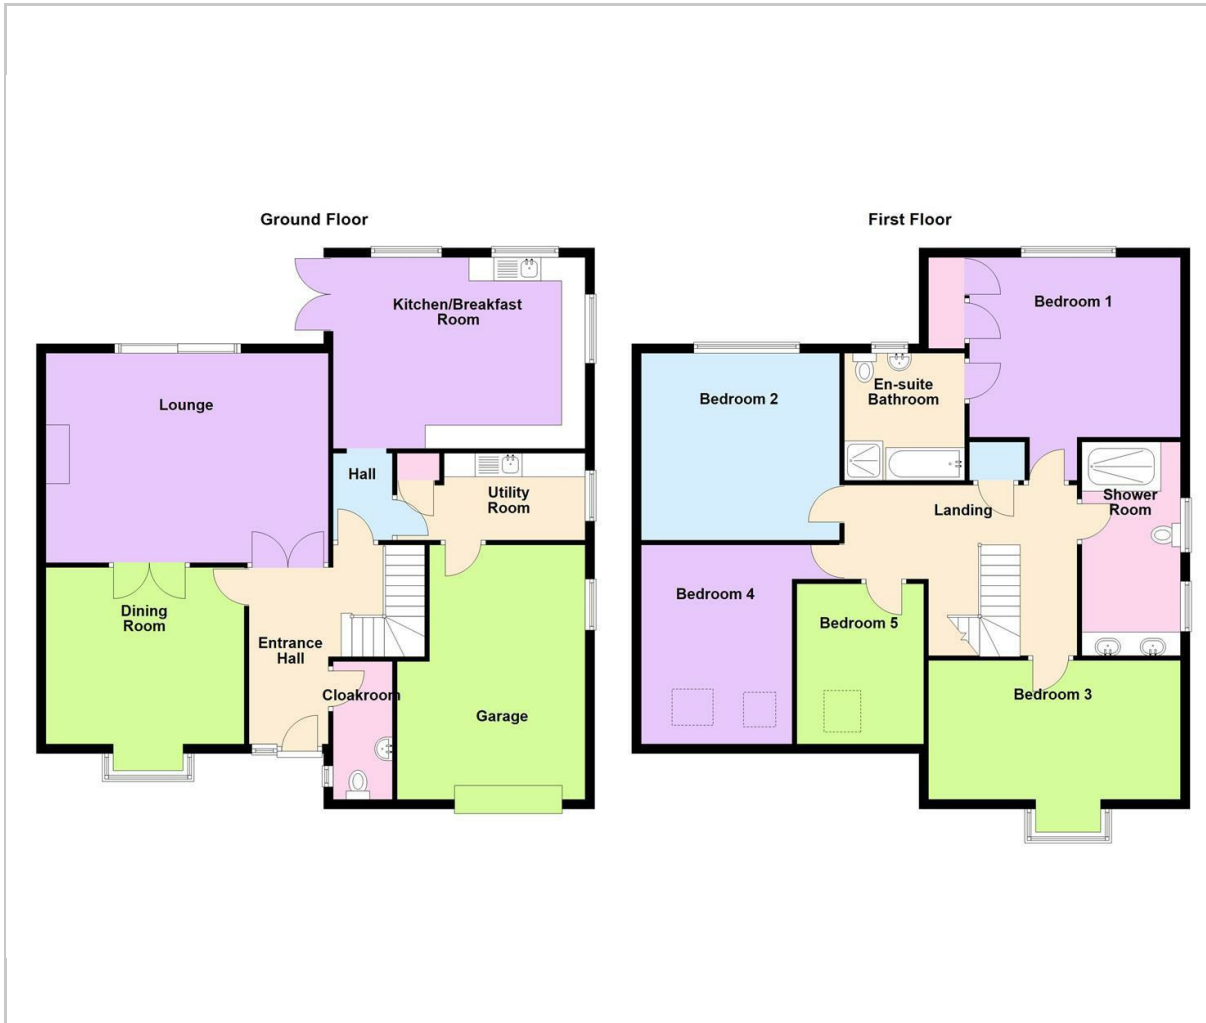 Ground Floor
Kitchen/Breakfast
Room
Lounge
Hall
Utility
Room
Dining
Room
Entrance
Hall
Cloakroom
Garage
First Floor
Bedroom 1
En-suite
Bathroom
Bedroom 2
Shower
Room
Landing
Bedroom 4
Bedroom 5
Bedroom 3